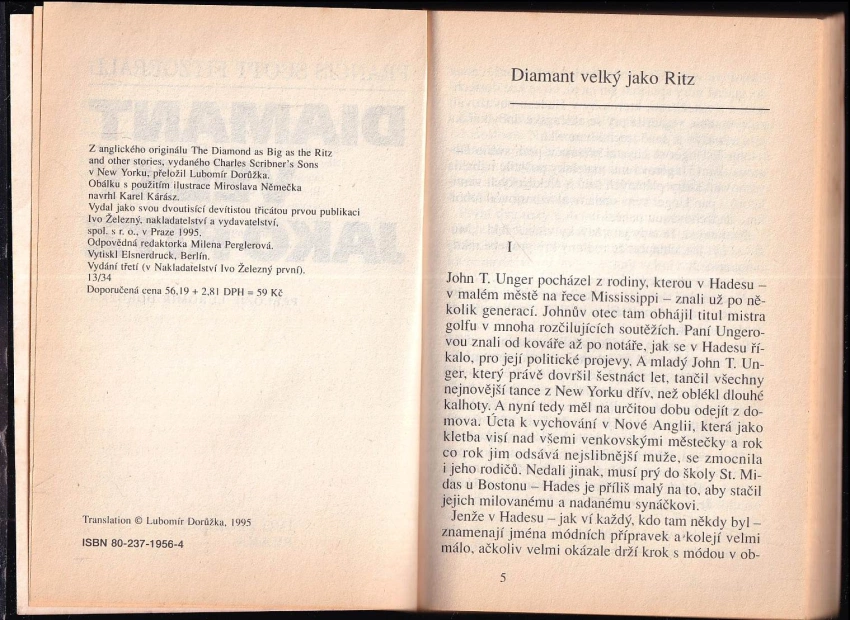 Z anglického originálu The Diamond as Big as the Ritz
and other stories, vydaného Charles Scribner's Sons
v New Yorku, přeložil Lubomír Dorůžka.
Obálku s použitím ilustrace Miroslava Němečka
navrhl Karel Kárász.
Vydal jako svou dvoutisící devítistou třicátou prvou publikaci
Ivo Železný, nakladatelství a vydavatelství,
spol. s r. o., v Praze 1995.
Odpovědná redaktorka Milena Perglerová.
Vytiskl Elsnerdruck, Berlín.
Vydání třetí (v Nakladatelství Ivo Železný první).
13/34
Doporučená cena 56,19 + 2,81 DPH = 59 Kč
Translation © Lubomír Dorůžka, 1995
ISBN 80-237-1956-4
Diamant velký jako Ritz
I
John T. Unger pocházel z rodiny, kterou v Hadesu –
v malém městě na řece Mississippi – znali už po ně-
kolik generací. Johnův otec tam obhájil titul mistra
golfu v mnoha rozčilujících soutěžích. Paní Ungero-
vou znali od kováře až po notáře, jak se v Hadesu ří-
kalo, pro její politické projevy. A mladý John T. Un-
ger, který právě dovršil šestnáct let, tančil všechny
nejnovější tance z New Yorku dřív, než oblékl dlouhé
kalhoty. A nyní tedy měl na určitou dobu odejít z do-
mova. Úcta k vychování v Nové Anglii, která jako
kletba visí nad všemi venkovskými městečky a rok
co rok jim odsává nejslibnější muže, se zmocnila
i jeho rodičů. Nedali jinak, musí prý do školy St. Mi-
das u Bostonu – Hades je příliš malý na to, aby stačil
jejich milovanému a nadanému synáčkovi.
Jenže v Hadesu – jak ví každý, kdo tam někdy byl –
znamenají jména módních přípravek a kolejí velmi
málo, ačkoliv velmi okázale drží krok s módou v ob-
5